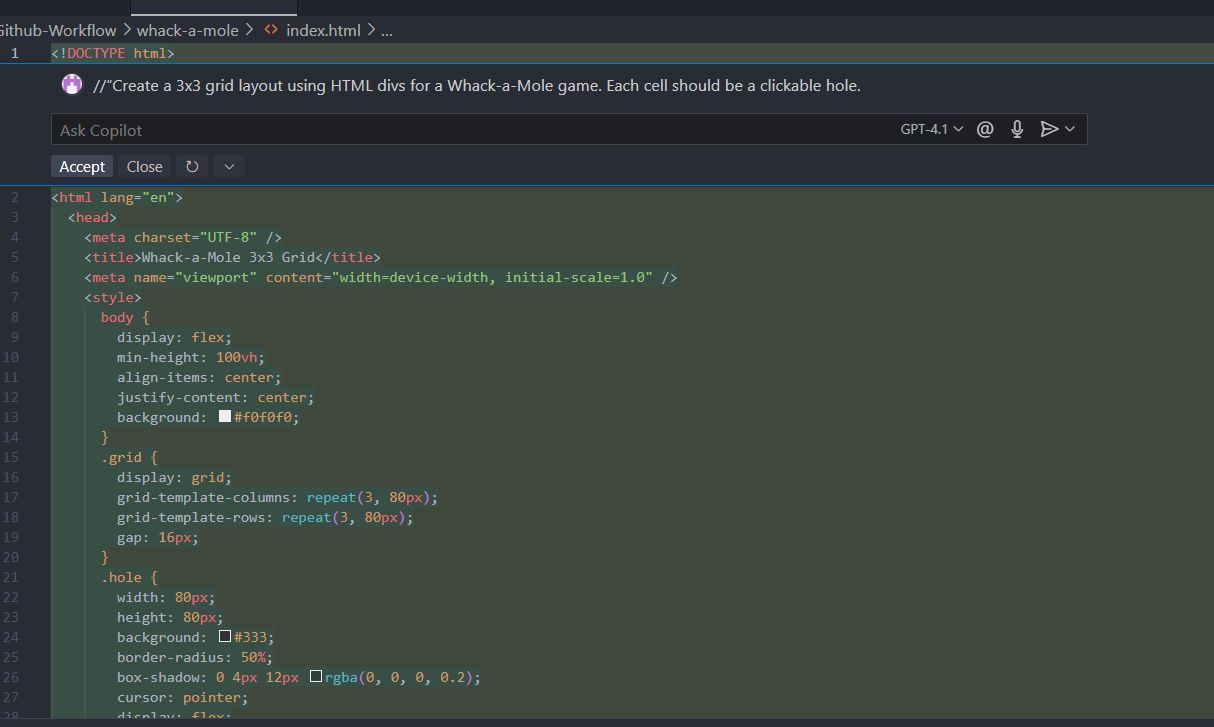 Github-Workflow > whack-a-mole > <> index.html > ...
1 <!DOCTYPE html>
//“Create a 3x3 grid layout using HTML divs for a Whack-a-Mole game. Each cell should be a clickable hole.
Ask Copilot GPT-4.1 @
Accept Close
2 <html lang="en">
3 <head>
4 <meta charset="UTF-8" />
5 <title>Whack-a-Mole 3x3 Grid</title>
6 <meta name="viewport" content="width=device-width, initial-scale=1.0" />
7 <style>
8 body {
9 display: flex;
10 min-height: 100vh;
11 align-items: center;
12 justify-content: center;
13 background: #f0f0f0;
14 }
15 .grid {
16 display: grid;
17 grid-template-columns: repeat(3, 80px);
18 grid-template-rows: repeat(3, 80px);
19 gap: 16px;
20 }
21 .hole {
22 width: 80px;
23 height: 80px;
24 background: #333;
25 border-radius: 50%;
26 box-shadow: 0 4px 12px rgba(0, 0, 0, 0.2);
27 cursor: pointer;
28 display: flex;